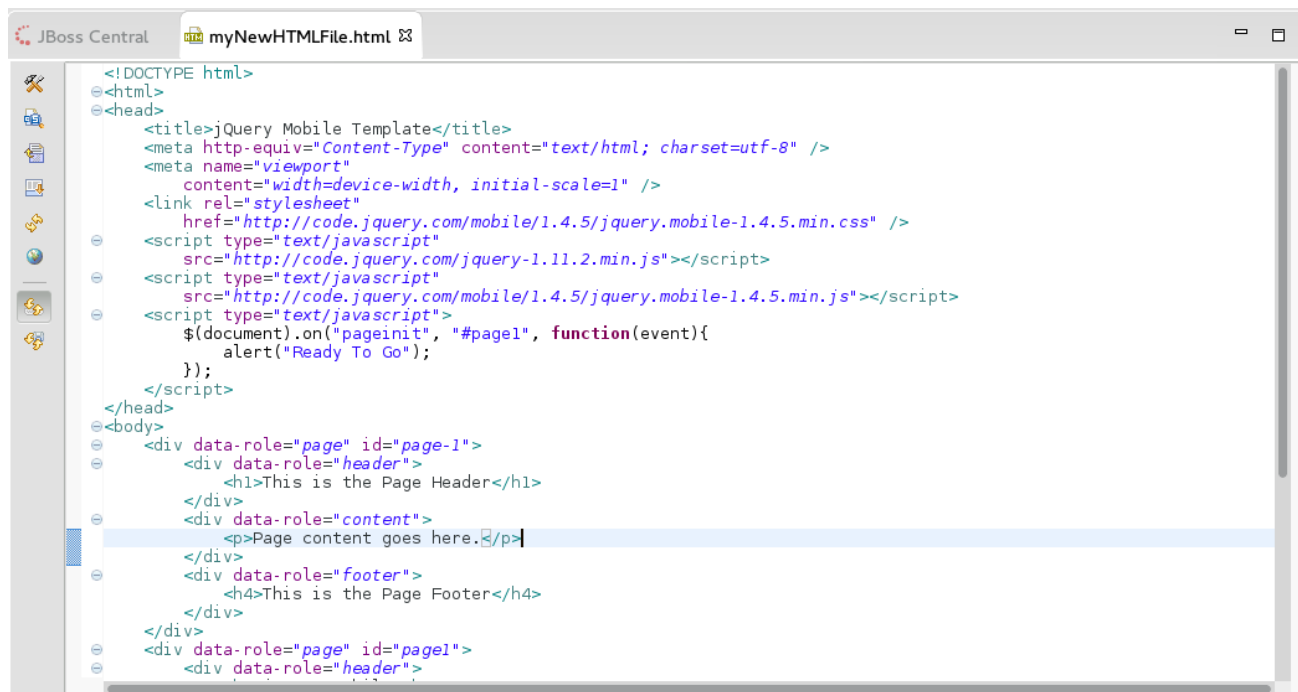 JBoss Central myNewHTMLFile.html
<!DOCTYPE html>
<html>
<head>
    <title>jQuery Mobile Template</title>
    <meta http-equiv="Content-Type" content="text/html; charset=utf-8" />
    <meta name="viewport"
        content="width=device-width, initial-scale=1" />
    <link rel="stylesheet"
        href="http://code.jquery.com/mobile/1.4.5/jquery.mobile-1.4.5.min.css" />
    <script type="text/javascript"
        src="http://code.jquery.com/jquery-1.11.2.min.js"></script>
    <script type="text/javascript"
        src="http://code.jquery.com/mobile/1.4.5/jquery.mobile-1.4.5.min.js"></script>
    <script type="text/javascript">
        $(document).on("pageinit", "#page1", function(event){
            alert("Ready To Go");
        });
    </script>
</head>
<body>
    <div data-role="page" id="page-1">
        <div data-role="header">
            <h1>This is the Page Header</h1>
        </div>
        <div data-role="content">
            <p>Page content goes here.</p>
        </div>
        <div data-role="footer">
            <h4>This is the Page Footer</h4>
        </div>
    </div>
    <div data-role="page" id="page1">
        <div data-role="header">